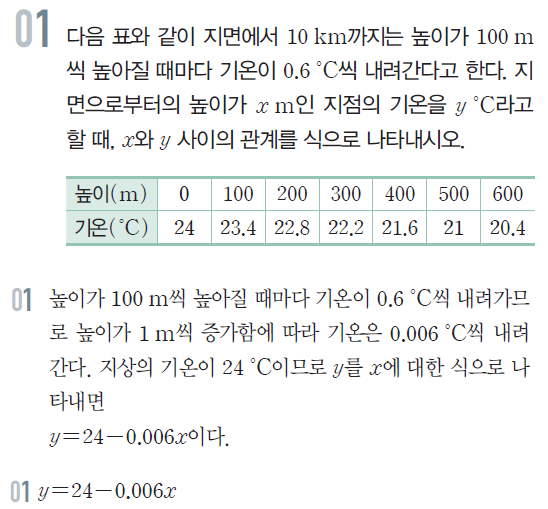 01 다음 표와 같이 지면에서 10 km까지는 높이가 100 m
씩 높아질 때마다 기온이 0.6 ℃씩 내려간다고 한다. 지
면으로부터의 높이가 x m인 지점의 기온을 y ℃라고
할 때, x와 y 사이의 관계를 식으로 나타내시오.
높이(m) 0 100 200 300 400 500 600
기온(℃) 24 23.4 22.8 22.2 21.6 21 20.4
01 높이가 100 m씩 높아질 때마다 기온이 0.6 ℃씩 내려가므
로 높이가 1 m씩 증가함에 따라 기온은 0.006 ℃씩 내려
간다. 지상의 기온이 24 ℃이므로 y를 x에 대한 식으로 나
타내면
y=24-0.006x이다.
01 y=24-0.006x